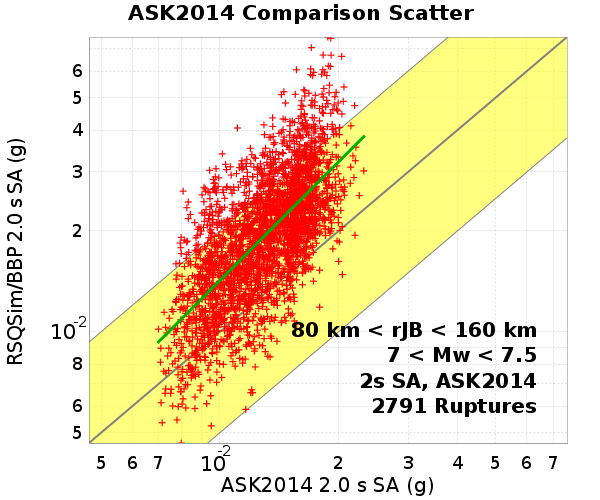 ASK2014 Comparison Scatter
RSQSim/BBP 2.0 s SA (g)
6
5
4
3
2
10-2
8
6
5
80 km < rJB < 160 km
7 < Mw < 7.5
2s SA, ASK2014
2791 Ruptures
5 6 7 10-2 2 3 4 5 6 7
ASK2014 2.0 s SA (g)